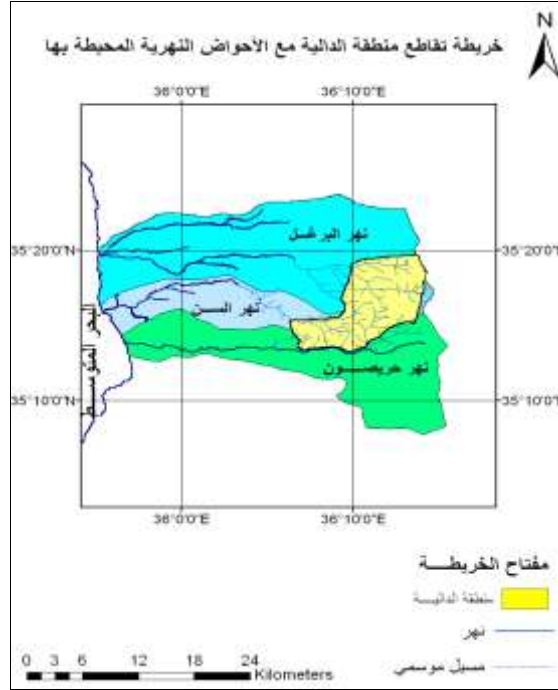 N
خريطة تقاطع منطقة الدالية مع الأحواض النهرية المحيطة بها
36°0'0"E 36°10'0"E
نهر البرغل
35°20'0"N 35°20'0"N
نهر السن
البحر المتوسط
نهر حريصون
35°10'0"N 35°10'0"N
36°0'0"E 36°10'0"E
مفتاح الخريطة
منطقة الدالية
نهر
مسيل موسمي
0 3 6 12 18 24
Kilometers